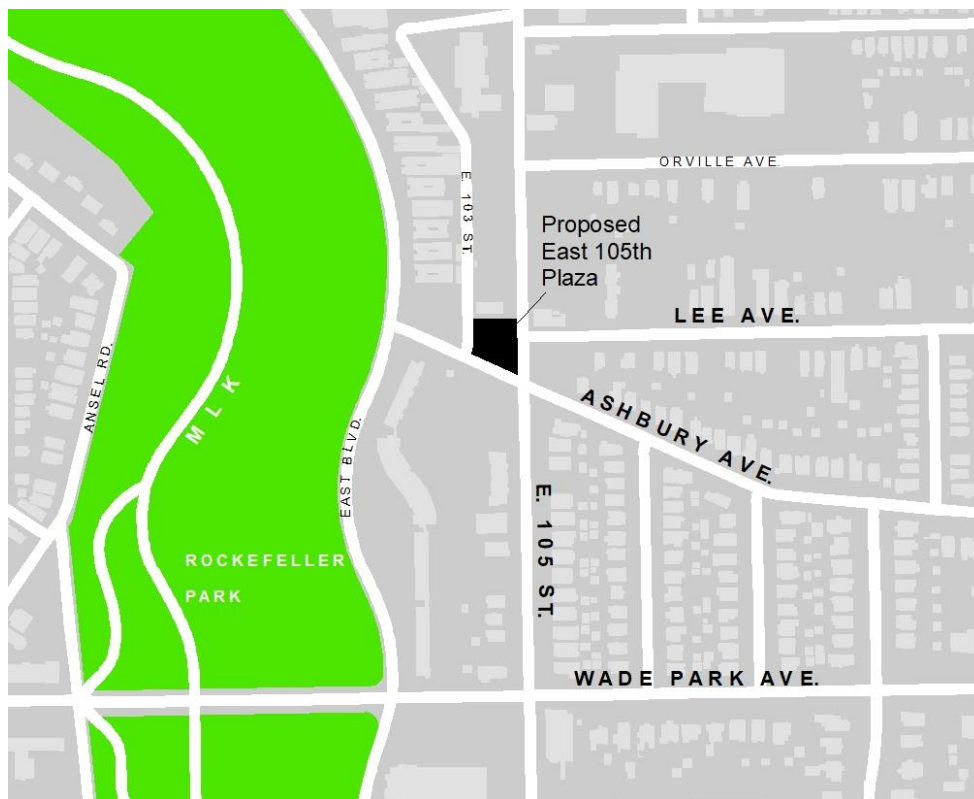 ORVILLE AVE.
E. 103 ST.
Proposed
East 105th
Plaza
LEE AVE.
ANSEL RD.
MLK
EAST BLVD.
ASHBURY AVE.
E. 105 ST.
ROCKEFELLER
PARK
WADE PARK AVE.